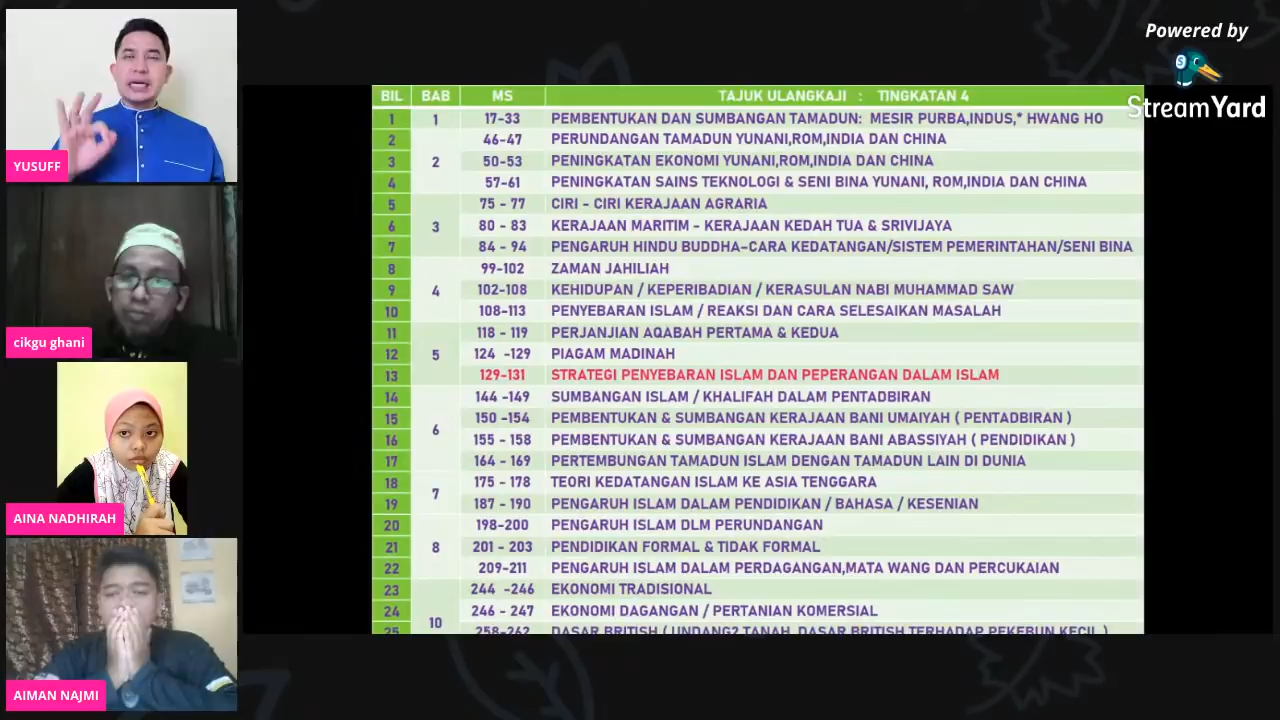 Powered by
StreamYard
YUSUFF
cikgu ghani
AINA NADHIRAH
AIMAN NAJMI
BIL BAB MS TAJUK ULANGKAJI : TINGKATAN 4
1 1 17-33 PEMBENTUKAN DAN SUMBANGAN TAMADUN: MESIR PURBA,INDUS,* HWANG HO
2 46-47 PERUNDANGAN TAMADUN YUNANI,ROM,INDIA DAN CHINA
3 2 50-53 PENINGKATAN EKONOMI YUNANI,ROM,INDIA DAN CHINA
4 57-61 PENINGKATAN SAINS TEKNOLOGI & SENI BINA YUNANI, ROM,INDIA DAN CHINA
5 75 - 77 CIRI - CIRI KERAJAAN AGRARIA
6 3 80 - 83 KERAJAAN MARITIM - KERAJAAN KEDAH TUA & SRIVIJAYA
7 84 - 94 PENGARUH HINDU BUDDHA-CARA KEDATANGAN/SISTEM PEMERINTAHAN/SENI BINA
8 99-102 ZAMAN JAHILIAH
9 4 102-108 KEHIDUPAN / KEPERIBADIAN / KERASULAN NABI MUHAMMAD SAW
10 108-113 PENYEBARAN ISLAM / REAKSI DAN CARA SELESAIKAN MASALAH
11 118 - 119 PERJANJIAN AQABAH PERTAMA & KEDUA
12 5 124 -129 PIAGAM MADINAH
13 129-131 STRATEGI PENYEBARAN ISLAM DAN PEPERANGAN DALAM ISLAM
14 144 -149 SUMBANGAN ISLAM / KHALIFAH DALAM PENTADBIRAN
15 6 150 -154 PEMBENTUKAN & SUMBANGAN KERAJAAN BANI UMAIYAH ( PENTADBIRAN )
16 155 - 158 PEMBENTUKAN & SUMBANGAN KERAJAAN BANI ABASSIYAH ( PENDIDIKAN )
17 164 - 169 PERTEMBUNGAN TAMADUN ISLAM DENGAN TAMADUN LAIN DI DUNIA
18 7 175 - 178 TEORI KEDATANGAN ISLAM KE ASIA TENGGARA
19 187 - 190 PENGARUH ISLAM DALAM PENDIDIKAN / BAHASA / KESENIAN
20 198-200 PENGARUH ISLAM DLM PERUNDANGAN
21 8 201 - 203 PENDIDIKAN FORMAL & TIDAK FORMAL
22 209-211 PENGARUH ISLAM DALAM PERDAGANGAN,MATA WANG DAN PERCUKAIAN
23 244 -246 EKONOMI TRADISIONAL
24 10 246 - 247 EKONOMI DAGANGAN / PERTANIAN KOMERSIAL
25 258-262 DASAR BRITISH ( UNDANG2 TANAH, DASAR BRITISH TERHADAP PEKEBUN KECIL )